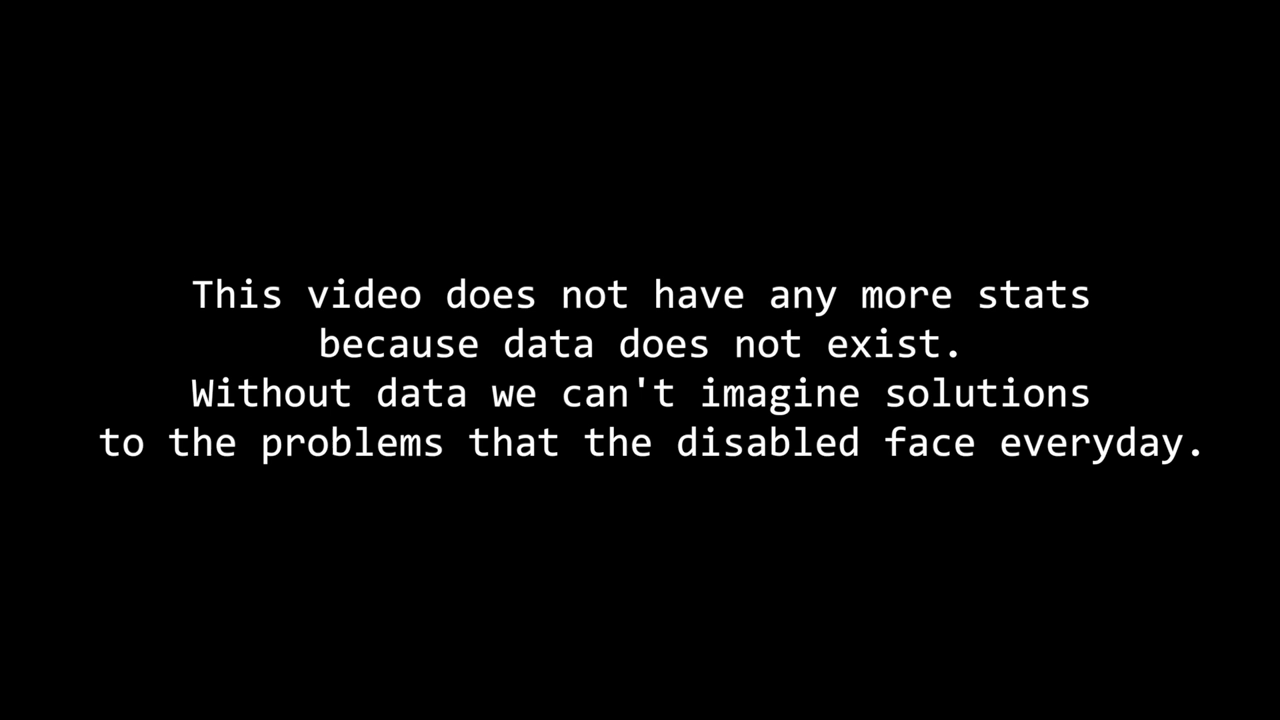 This video does not have any more stats
because data does not exist.
Without data we can't imagine solutions
to the problems that the disabled face everyday.